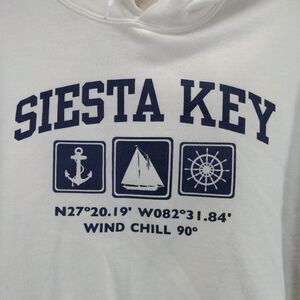 SIESTA KEY
N27°20.19' W082°31.84'
WIND CHILL 90°